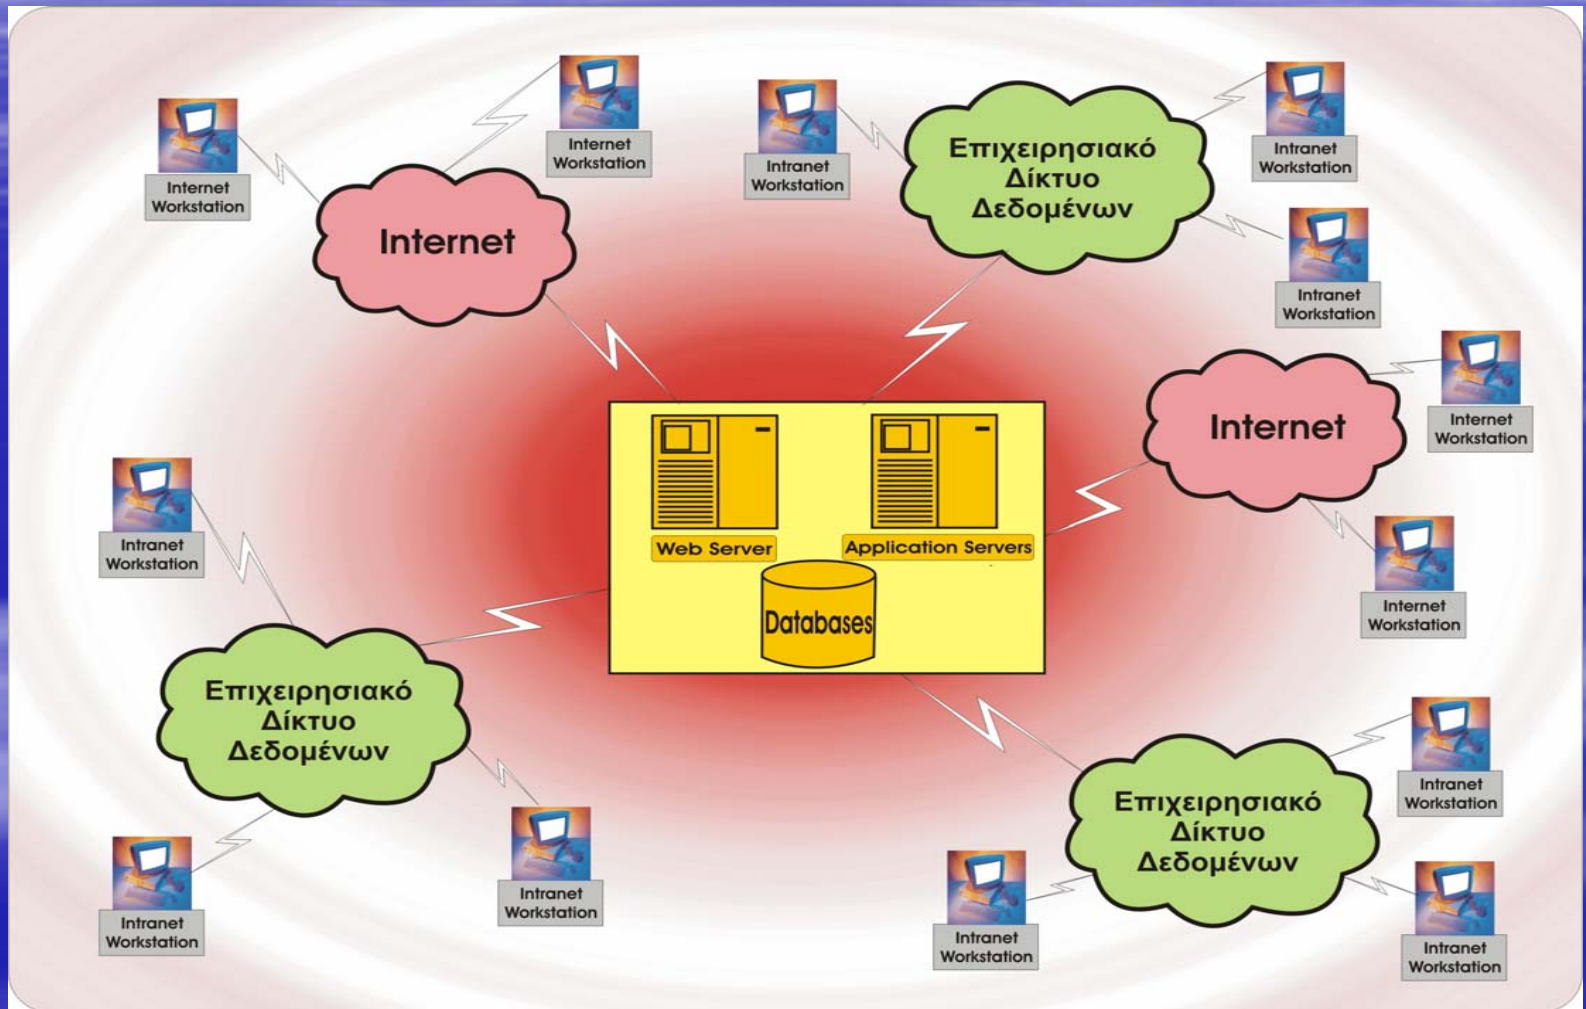 Internet
Workstation
Intranet
Workstation
Internet
Workstation
Επιχειρησιακό
Δίκτυο
Δεδομένων
Intranet
Workstation
Internet
Workstation
Internet
Intranet
Workstation
Internet
Internet
Workstation
Web Server
Application Servers
Intranet
Workstation
Databases
Internet
Workstation
Επιχειρησιακό
Δίκτυο
Δεδομένων
Intranet
Workstation
Επιχειρησιακό
Δίκτυο
Δεδομένων
Intranet
Workstation
Intranet
Workstation
Intranet
Workstation
Intranet
Workstation